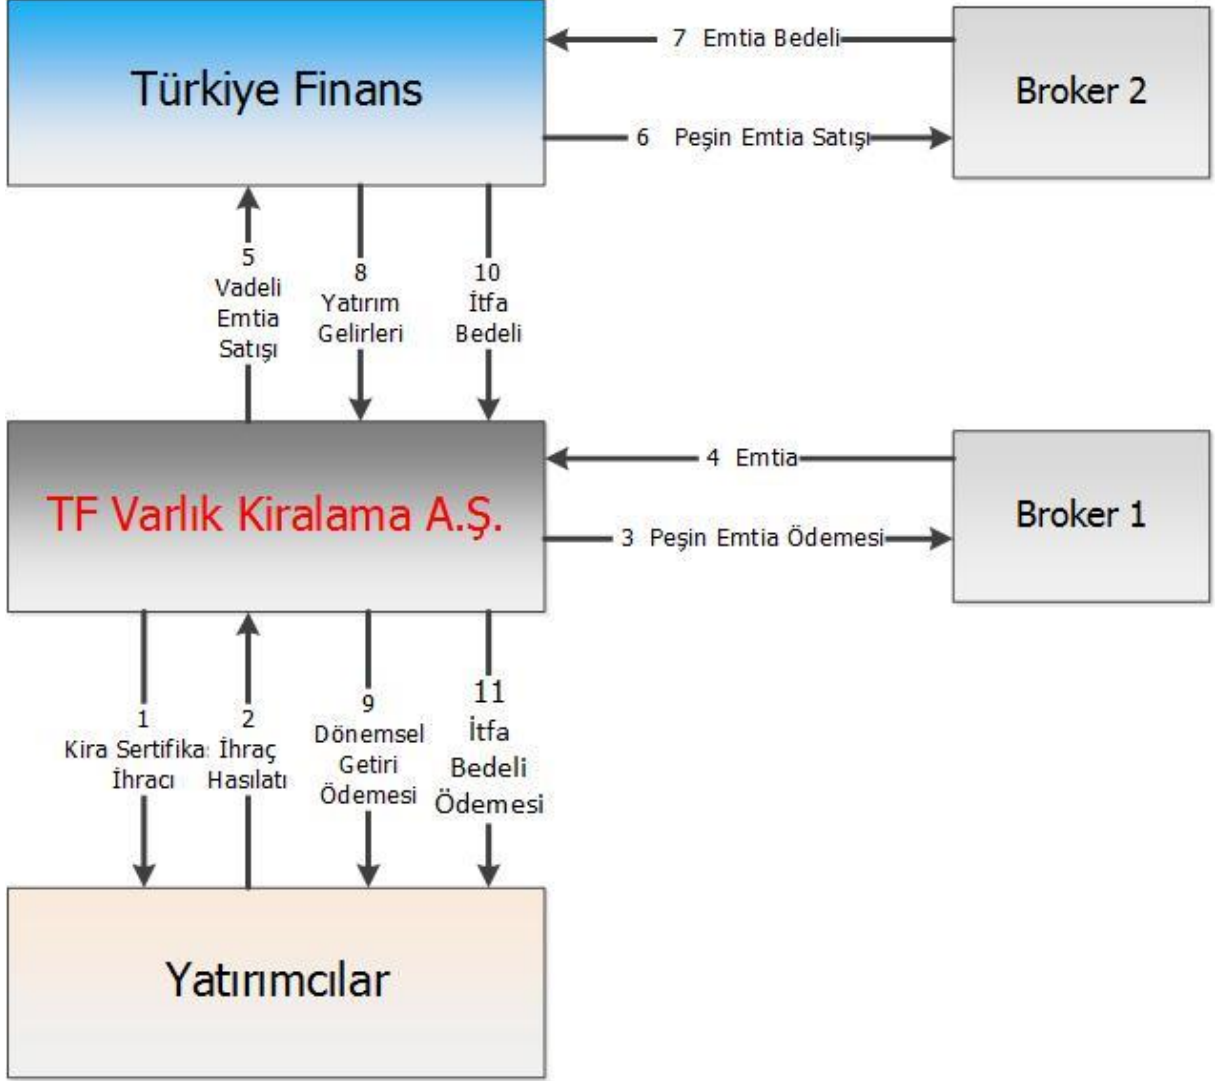 Türkiye Finans
7 Emtia Bedeli
6 Peşin Emtia Satışı
Broker 2
5
Vadeli
Emtia
Satışı
8
Yatırım
Gelirleri
10
İtfa
Bedeli
TF Varlık Kiralama A.Ş.
4 Emtia
3 Peşin Emtia Ödemesi
Broker 1
1
Kira Sertifika
İhracı
2
İhraç
Hasılatı
9
Dönemsel
Getiri
Ödemesi
11
İtfa
Bedeli
Ödemesi
Yatırımcılar